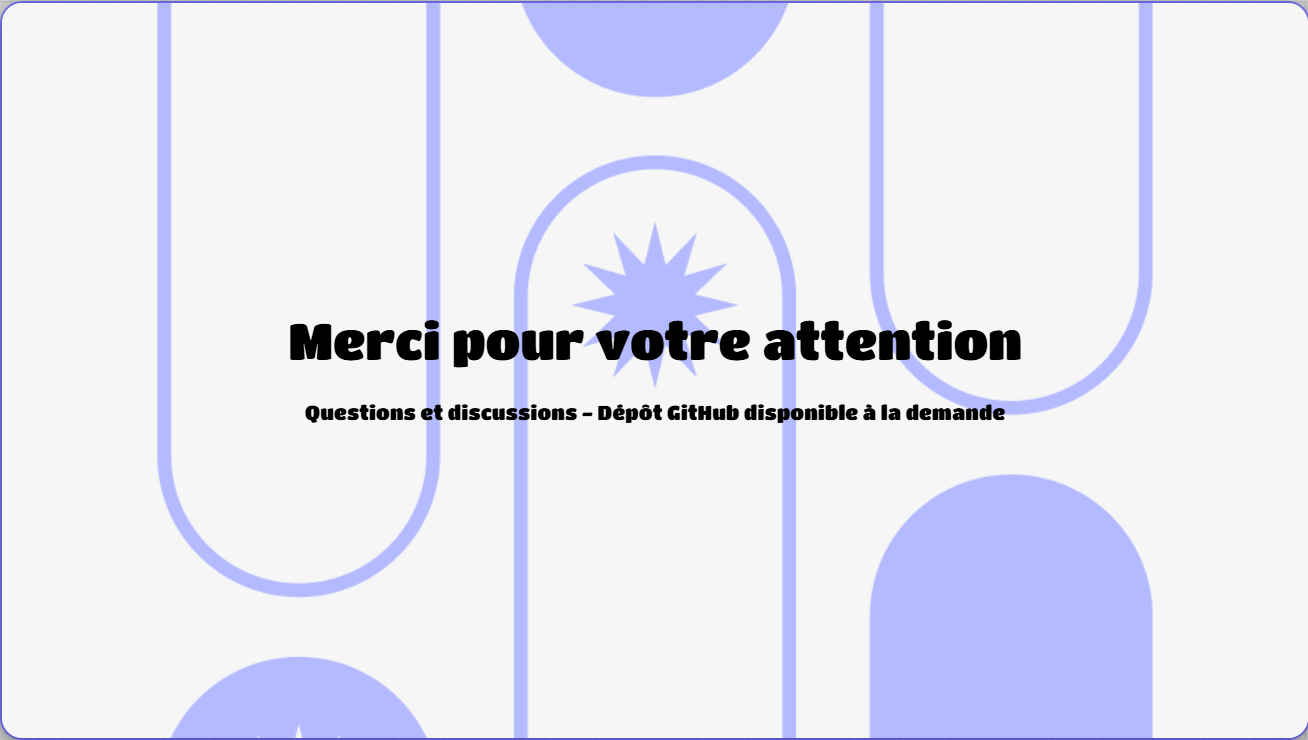 Merci pour votre attention
Questions et discussions – Dépôt GitHub disponible à la demande